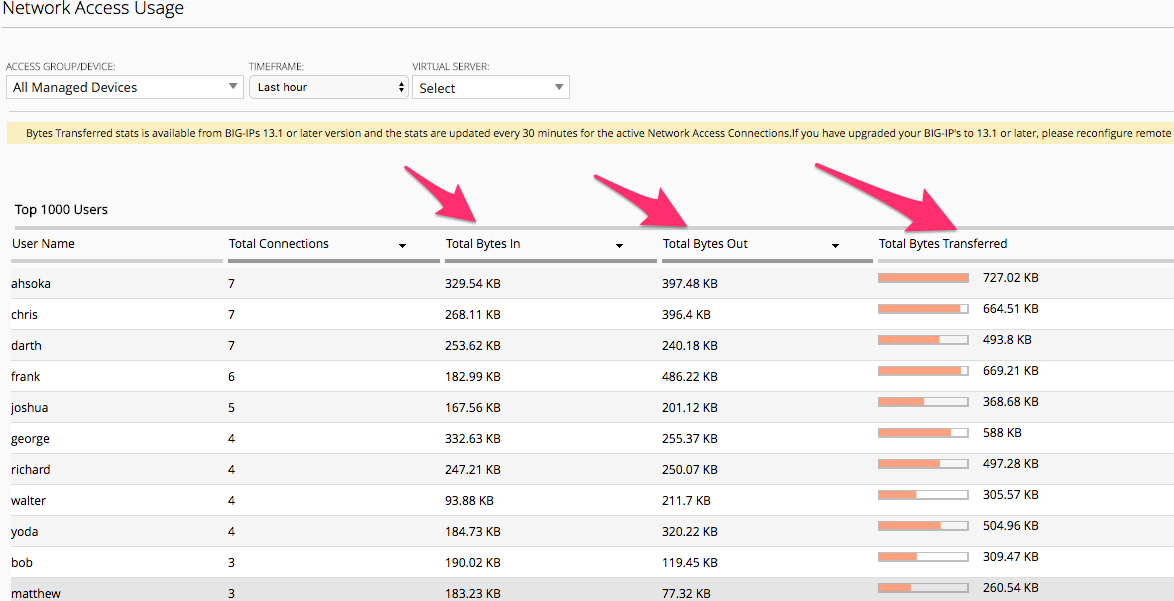 Network Access Usage
ACCESS GROUP/DEVICE: TIMEFRAME: VIRTUAL SERVER:
All Managed Devices Last hour Select
Bytes Transferred stats is available from BIG-IPs 13.1 or later version and the stats are updated every 30 minutes for the active Network Access Connections.If you have upgraded your BIG-IP's to 13.1 or later, please reconfigure remote
Top 1000 Users
User Name Total Connections Total Bytes In Total Bytes Out Total Bytes Transferred
ahsoka 7 329.54 KB 397.48 KB 727.02 KB
chris 7 268.11 KB 396.4 KB 664.51 KB
darth 7 253.62 KB 240.18 KB 493.8 KB
frank 6 182.99 KB 486.22 KB 669.21 KB
joshua 5 167.56 KB 201.12 KB 368.68 KB
george 4 332.63 KB 255.37 KB 588 KB
richard 4 247.21 KB 250.07 KB 497.28 KB
walter 4 93.88 KB 211.7 KB 305.57 KB
yoda 4 184.73 KB 320.22 KB 504.96 KB
bob 3 190.02 KB 119.45 KB 309.47 KB
matthew 3 183.23 KB 77.32 KB 260.54 KB